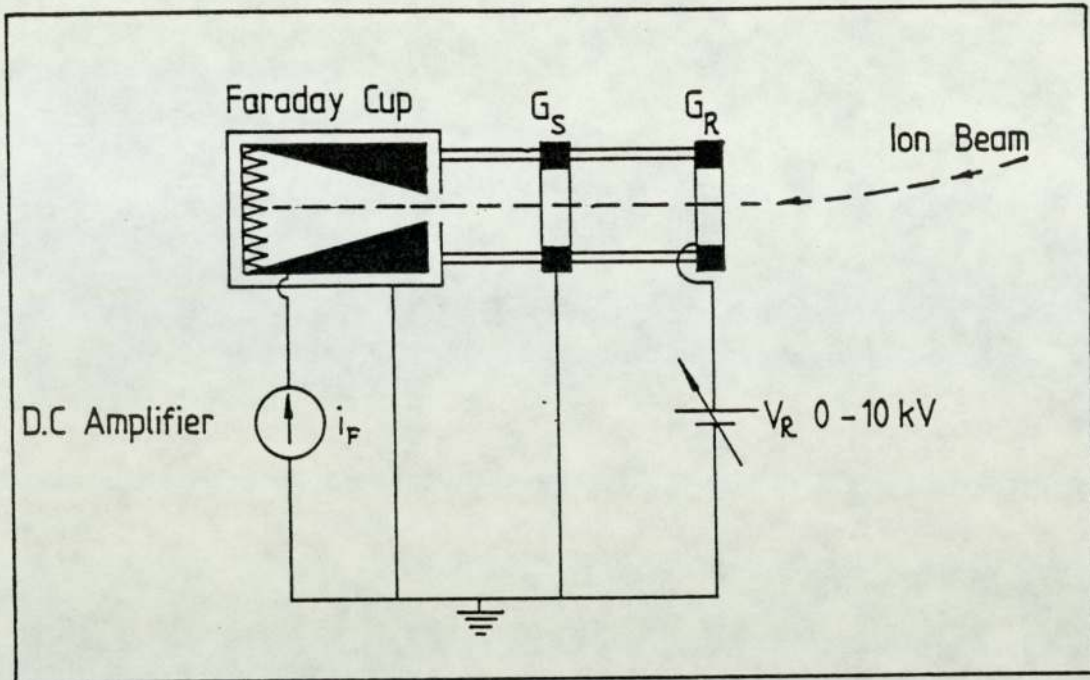 Faraday Cup
G_S
G_R
Ion Beam
D.C Amplifier
i_F
V_R 0 - 10 kV